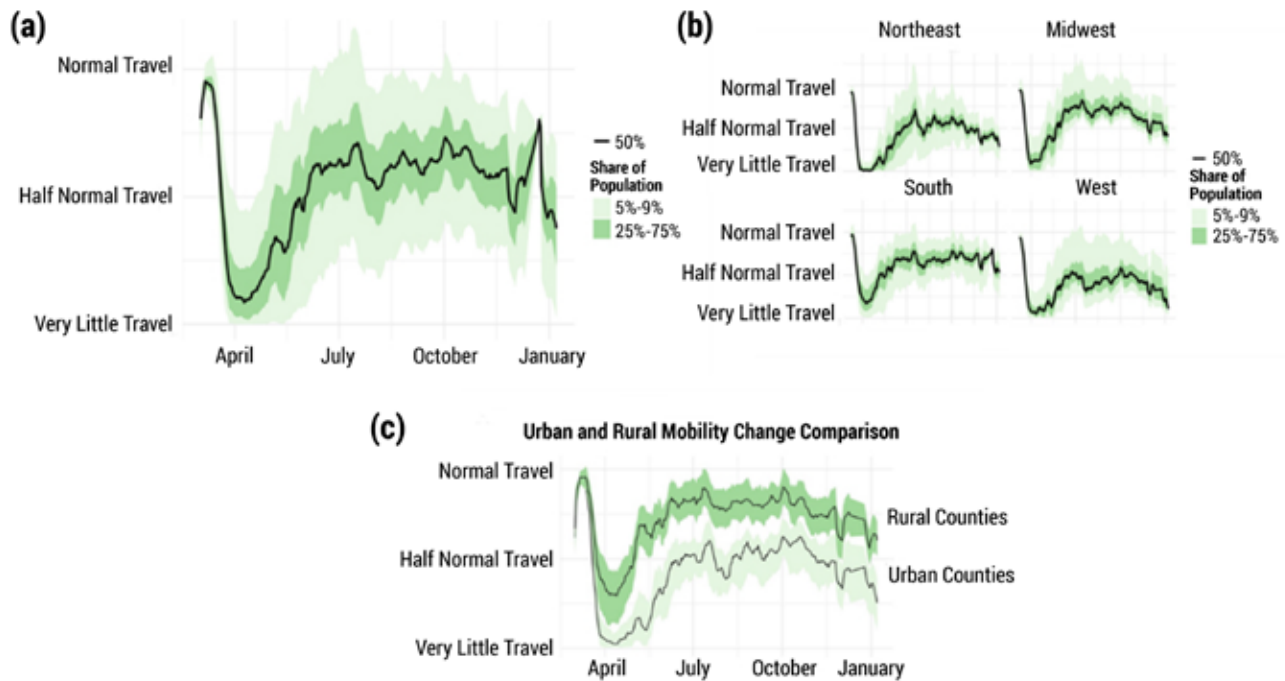 (a)
Normal Travel
Half Normal Travel
Very Little Travel
April July October January
50%
Share of
Population
5%-9%
25%-75%
(b)
Northeast Midwest
Normal Travel
Half Normal Travel
Very Little Travel
South West
Normal Travel
Half Normal Travel
Very Little Travel
50%
Share of
Population
5%-9%
25%-75%
(c)
Urban and Rural Mobility Change Comparison
Normal Travel
Half Normal Travel
Very Little Travel
Rural Counties
Urban Counties
April July October January